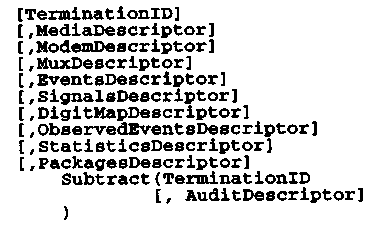 [TerminationID]
[,MediaDescriptor]
[,ModemDescriptor]
[,MuxDescriptor]
[,EventsDescriptor]
[,SignalsDescriptor]
[,DigitMapDescriptor]
[,ObservedEventsDescriptor]
[,StatisticsDescriptor]
[,PackagesDescriptor]
Subtract(TerminationID
[, AuditDescriptor]
)